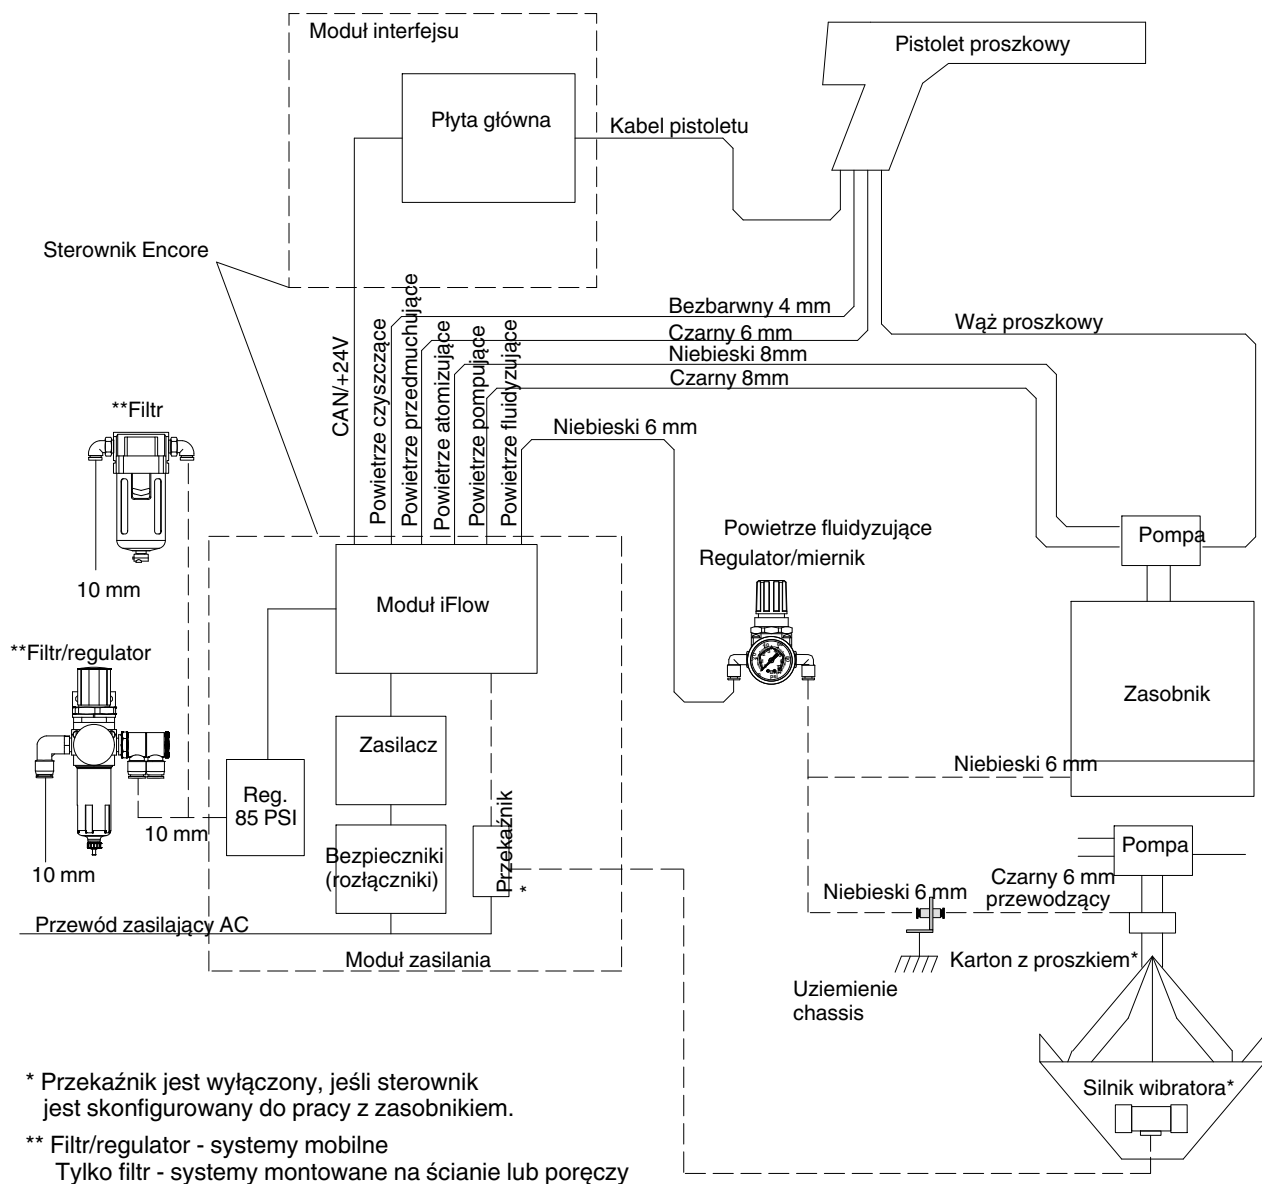 Moduł interfejsu
Pistolet proszkowy
Płyta główna
Kabel pistoletu
Sterownik Encore
CAN/+24V
Powietrze czyszczące
Powietrze przedmuchujące
Powietrze atomizujące
Powietrze pompujące
Powietrze fluidyzujące
Bezbarwny 4 mm
Czarny 6 mm
Niebieski 8mm
Czarny 8mm
Wąż proszkowy
Niebieski 6 mm
**Filtr
10 mm
Powietrze fluidyzujące
Regulator/miernik
Pompa
Moduł iFlow
**Filtr/regulator
Zasobnik
Zasilacz
Niebieski 6 mm
Reg.
85 PSI
10 mm
10 mm
Bezpieczniki
(rozłączniki)
Przekaźnik
*
Pompa
Niebieski 6 mm
Czarny 6 mm
przewodzący
Przewód zasilający AC
Moduł zasilania
Karton z proszkiem*
Uziemienie
chassis
Silnik wibratora*
* Przekaźnik jest wyłączony, jeśli sterownik
jest skonfigurowany do pracy z zasobnikiem.
** Filtr/regulator - systemy mobilne
Tylko filtr - systemy montowane na ścianie lub poręczy